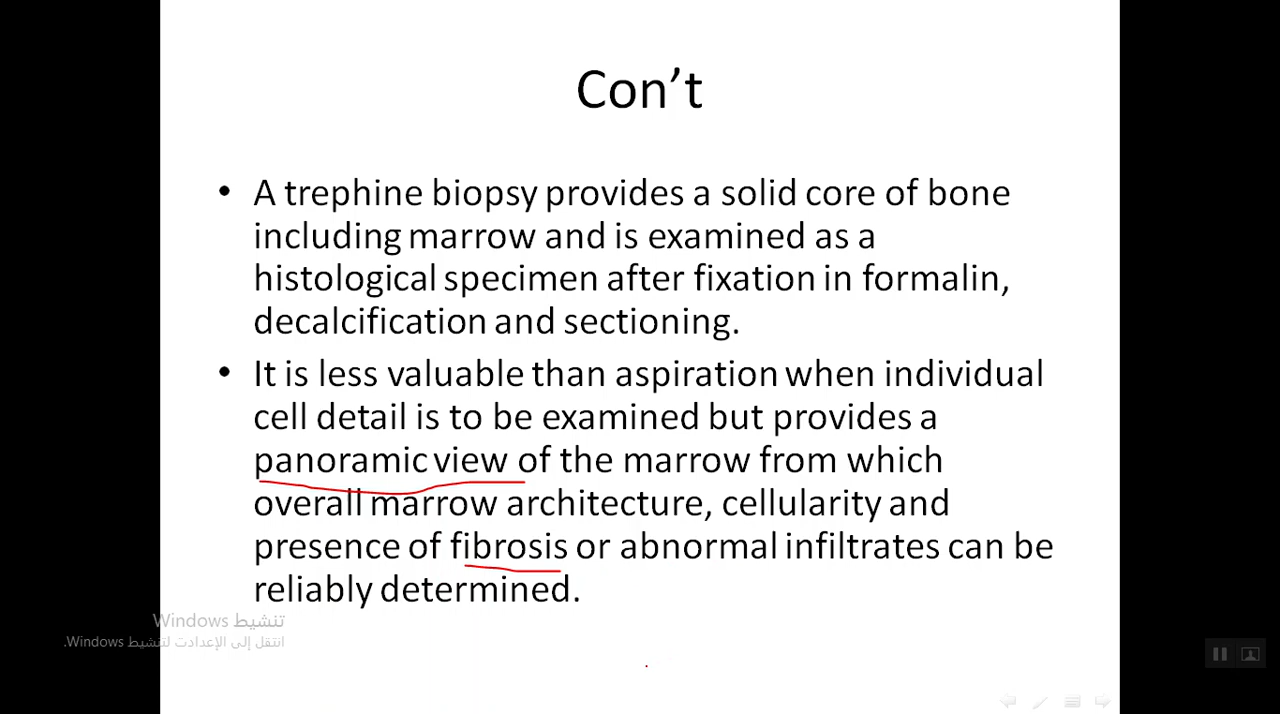 Con’t
• A trephine biopsy provides a solid core of bone
including marrow and is examined as a
histological specimen after fixation in formalin,
decalcification and sectioning.
• It is less valuable than aspiration when individual
cell detail is to be examined but provides a
panoramic view of the marrow from which
overall marrow architecture, cellularity and
presence of fibrosis or abnormal infiltrates can be
reliably determined.
تنشيط Windows
انتقل إلى الإعدادت لتنشيط Windows.